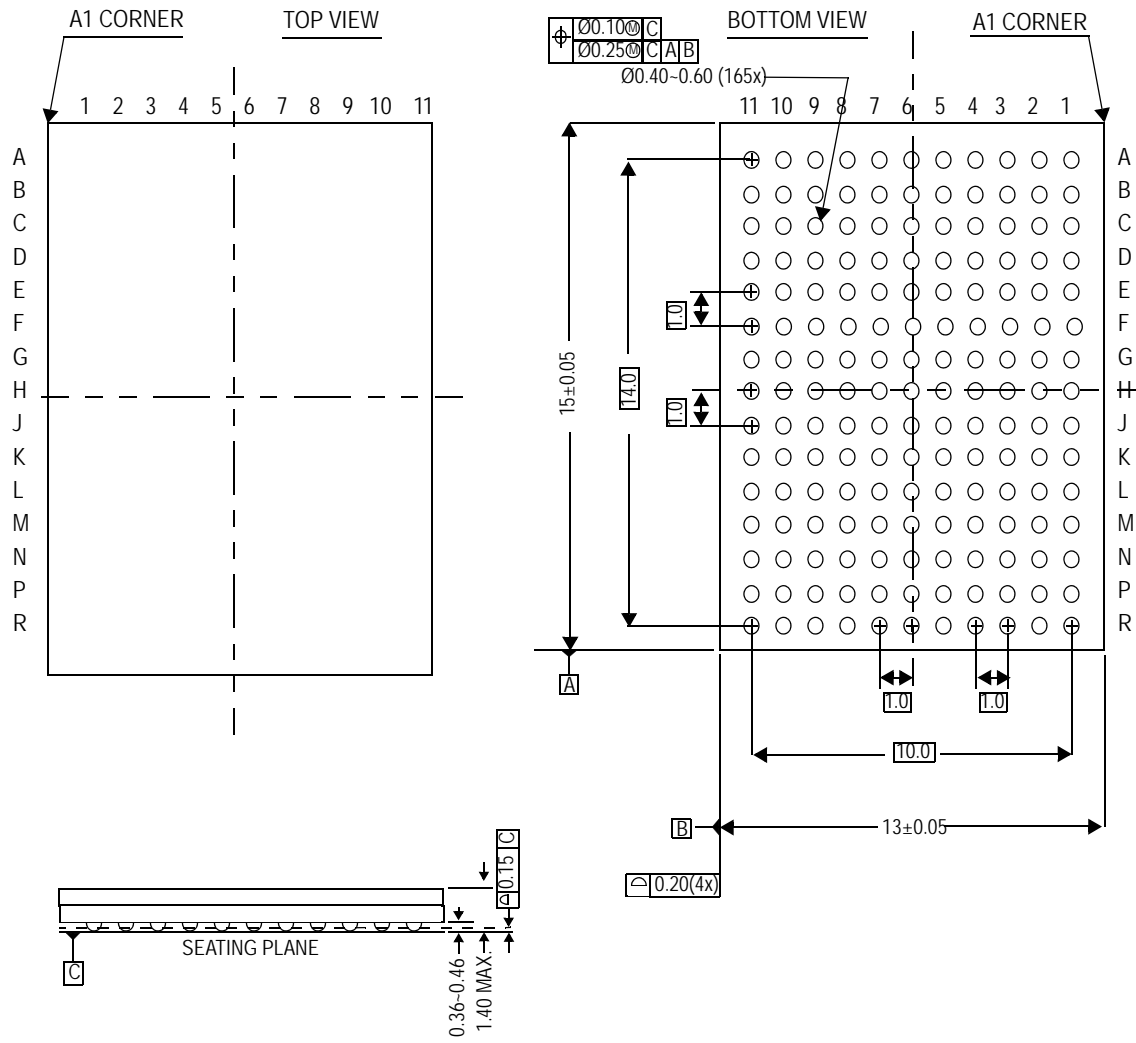 A1 CORNER
TOP VIEW
1 2 3 4 5 6 7 8 9 10 11
A
B
C
D
E
F
G
H
J
K
L
M
N
P
R
Ø0.10Ⓜ C
Ø0.25Ⓜ C A B
Ø0.40~0.60 (165x)
BOTTOM VIEW
A1 CORNER
11 10 9 8 7 6 5 4 3 2 1
A
B
C
D
E
F
G
H
J
K
L
M
N
P
R
1.0
1.0
14.0
15±0.05
A
1.0
1.0
10.0
B
13±0.05
0.20(4x)
0.15 C
SEATING PLANE
C
0.36~0.46
1.40 MAX.